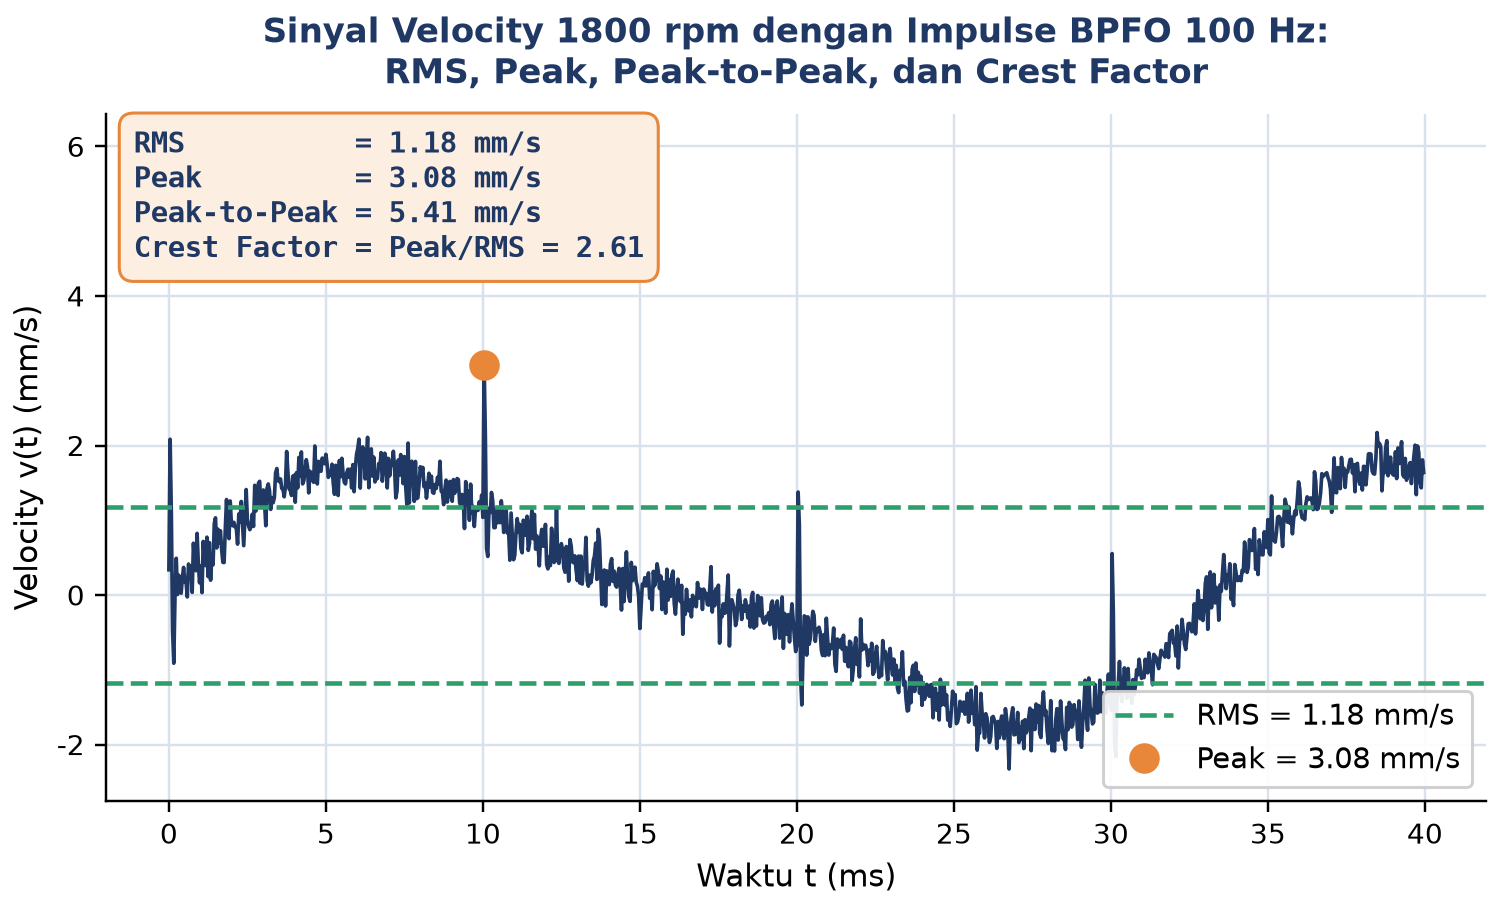 Sinyal Velocity 1800 rpm dengan Impulse BPFO 100 Hz:
RMS, Peak, Peak-to-Peak, dan Crest Factor
RMS = 1.18 mm/s
Peak = 3.08 mm/s
Peak-to-Peak = 5.41 mm/s
Crest Factor = Peak/RMS = 2.61
Velocity v(t) (mm/s)
6
4
2
0
-2
RMS = 1.18 mm/s
Peak = 3.08 mm/s
0 5 10 15 20 25 30 35 40
Waktu t (ms)